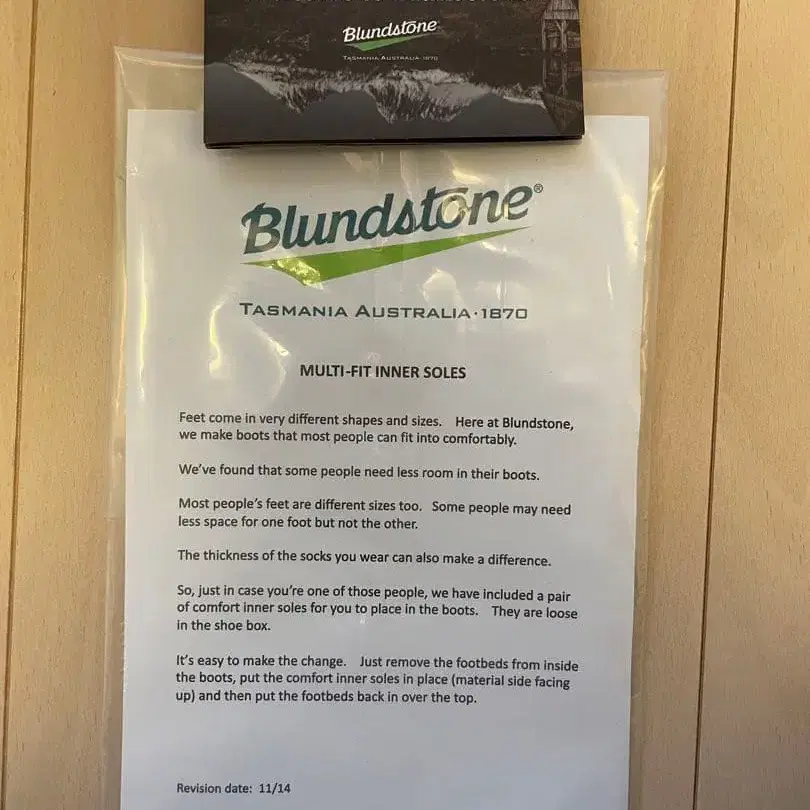 Blundstone
TASMANIA AUSTRALIA 1870
Blundstone®
TASMANIA AUSTRALIA·1870
MULTI-FIT INNER SOLES
Feet come in very different shapes and sizes. Here at Blundstone,
we make boots that most people can fit into comfortably.
We've found that some people need less room in their boots.
Most people's feet are different sizes too. Some people may need
less space for one foot but not the other.
The thickness of the socks you wear can also make a difference.
So, just in case you're one of those people, we have included a pair
of comfort inner soles for you to place in the boots. They are loose
in the shoe box.
It's easy to make the change. Just remove the footbeds from inside
the boots, put the comfort inner soles in place (material side facing
up) and then put the footbeds back in over the top.
Revision date: 11/14